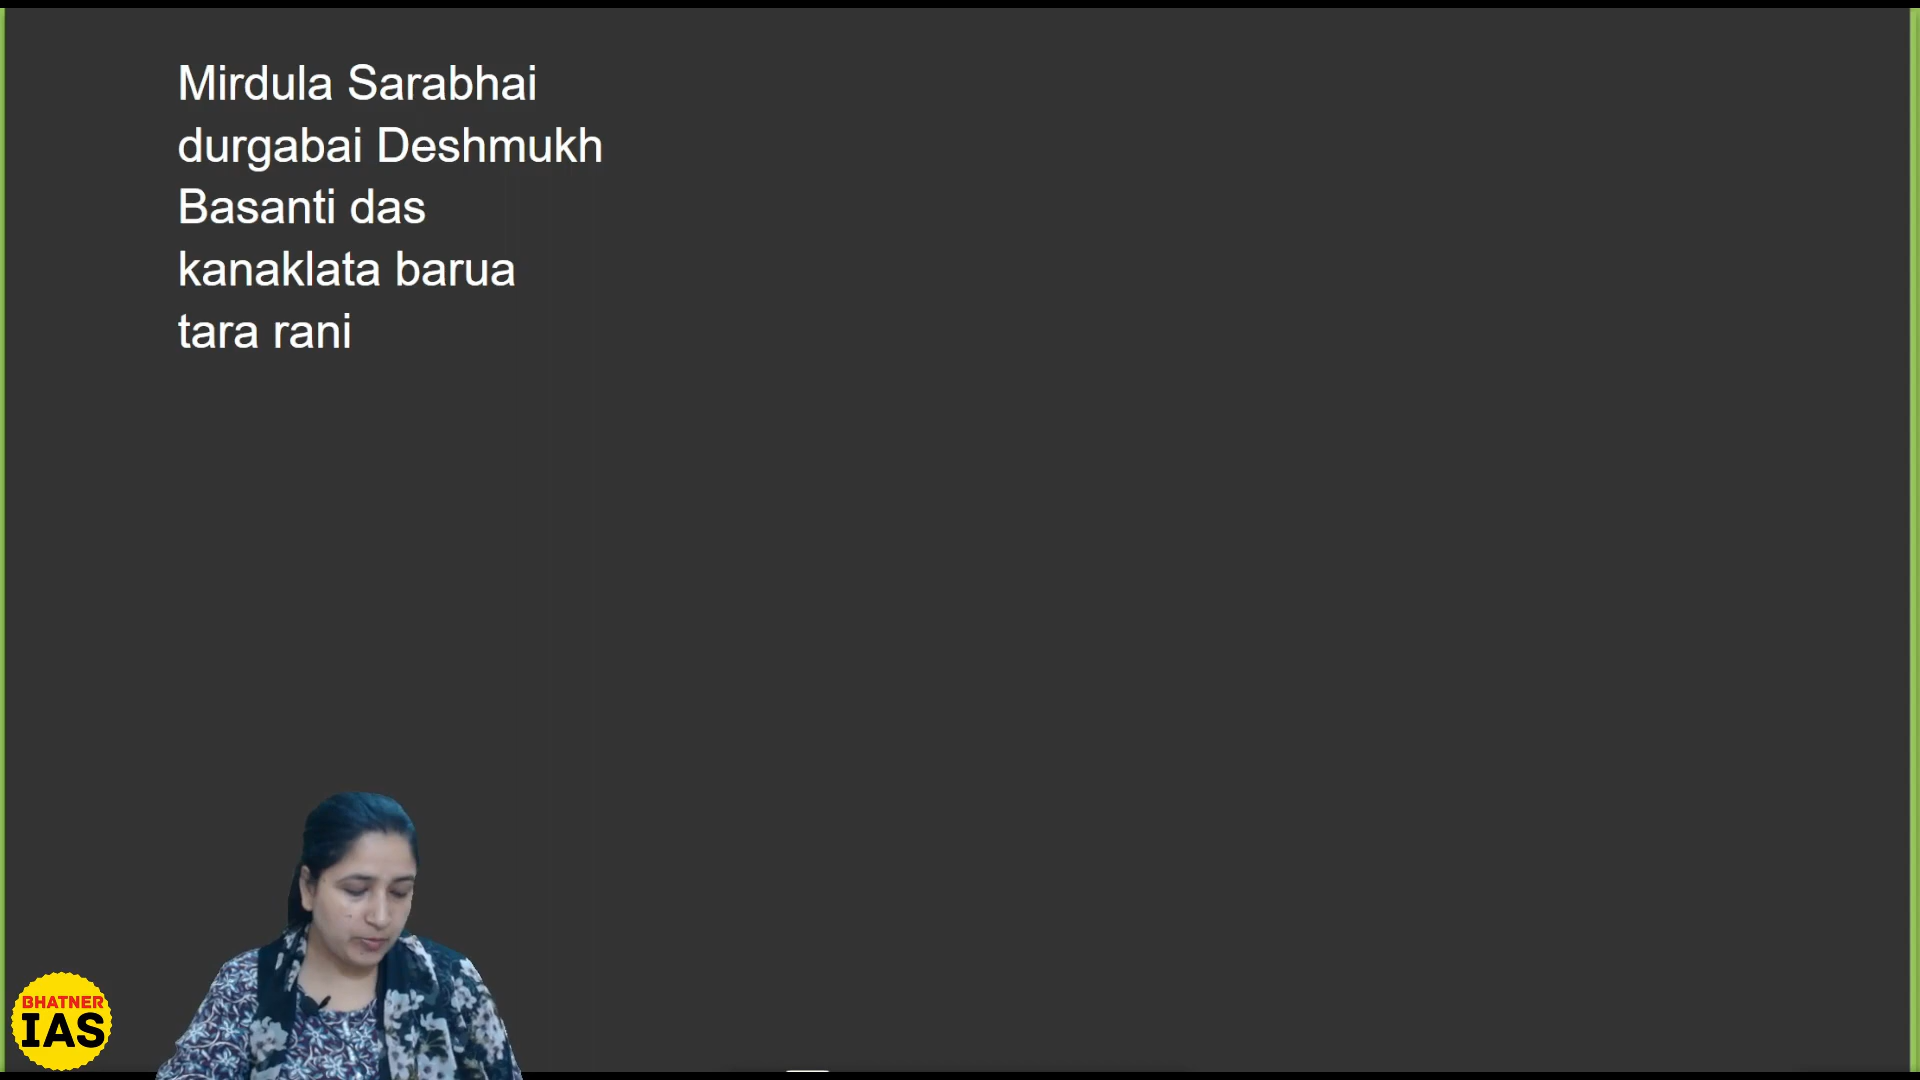 Mirdula Sarabhai
durgabai Deshmukh
Basanti das
kanaklata barua
tara rani
BHATNER
IAS